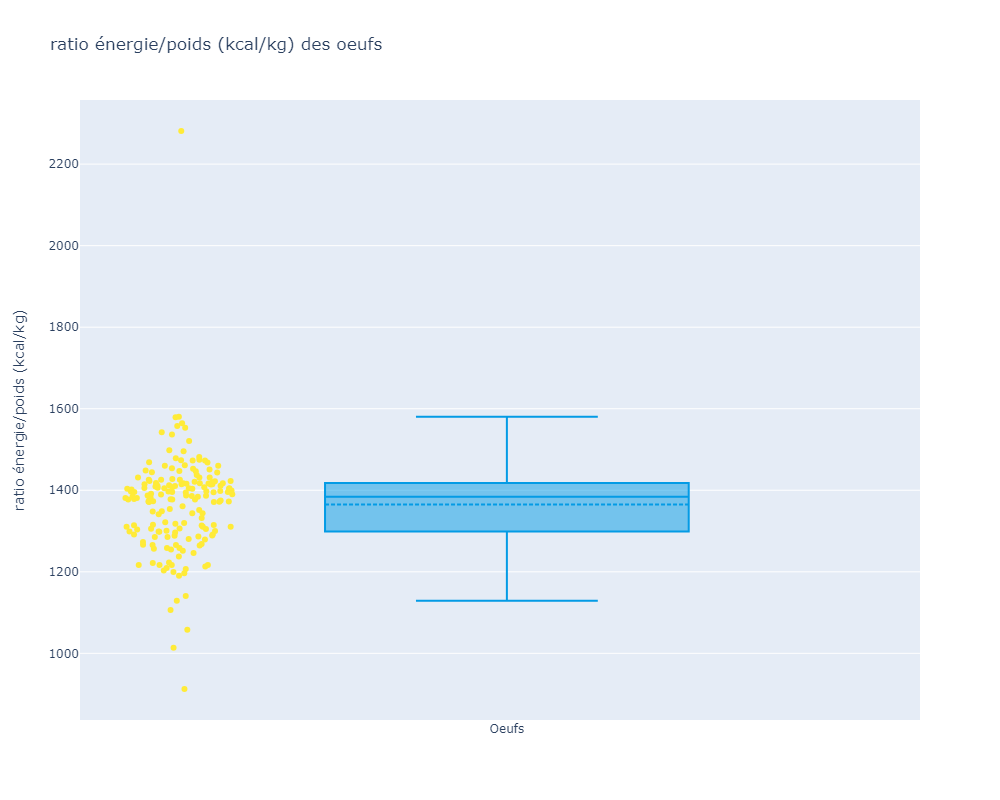 ratio énergie/poids (kcal/kg) des oeufs
2200
2000
1800
1600
1400
1200
1000
ratio énergie/poids (kcal/kg)
Oeufs